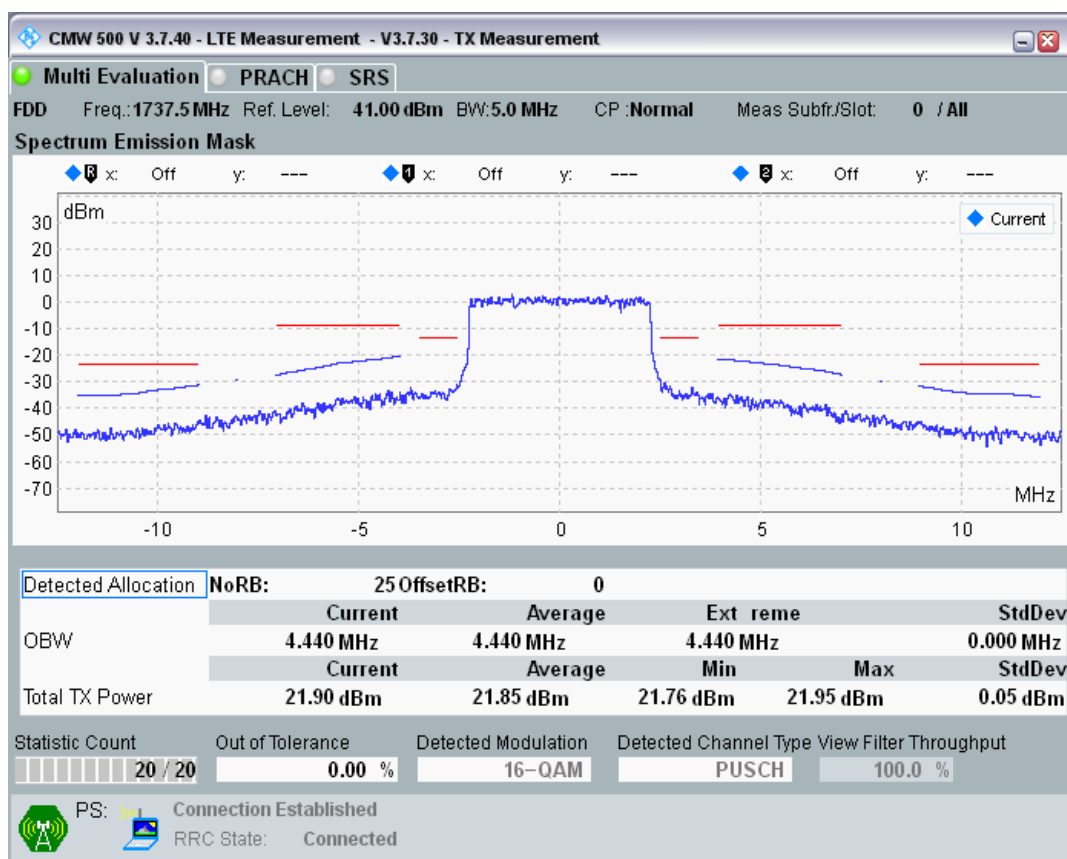 CMW 500 V 3.7.40 - LTE Measurement - V3.7.30 - TX Measurement
Multi Evaluation PRACH SRS
FDD Freq.: 1737.5 MHz Ref. Level: 41.00 dBm BW: 5.0 MHz CP : Normal Meas Subfr./Slot: 0 / All
Spectrum Emission Mask
R x: Off y: --- 1 x: Off y: --- 2 x: Off y: ---
dBm
Current
30
20
10
0
-10
-20
-30
-40
-50
-60
-70
MHz
-10 -5 0 5 10
Detected Allocation NoRB: 25 OffsetRB: 0
Current Average Ext reme StdDev
OBW 4.440 MHz 4.440 MHz 4.440 MHz 0.000 MHz
Current Average Min Max StdDev
Total TX Power 21.90 dBm 21.85 dBm 21.76 dBm 21.95 dBm 0.05 dBm
Statistic Count Out of Tolerance Detected Modulation Detected Channel Type View Filter Throughput
20 / 20 0.00 % 16-QAM PUSCH 100.0 %
PS: Connection Established
RRC State: Connected